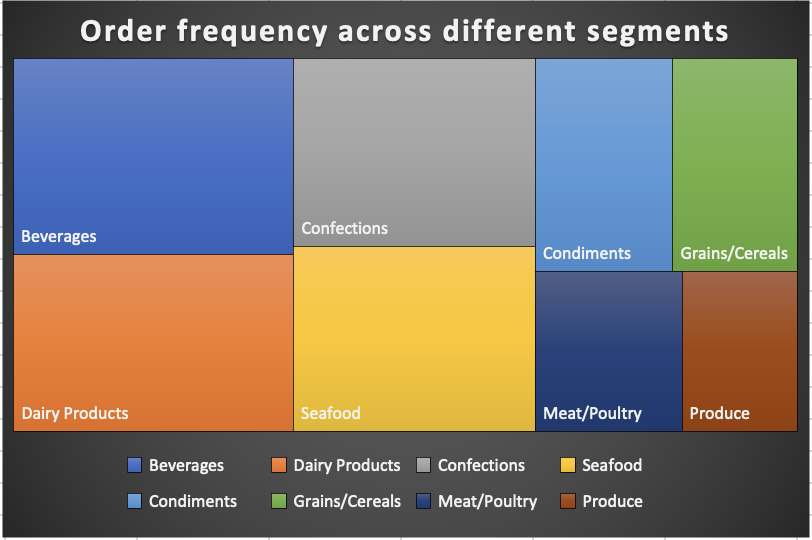 Order frequency across different segments
Beverages
Confections
Condiments
Grains/Cereals
Dairy Products
Seafood
Meat/Poultry
Produce
Beverages Dairy Products Confections Seafood
Condiments Grains/Cereals Meat/Poultry Produce